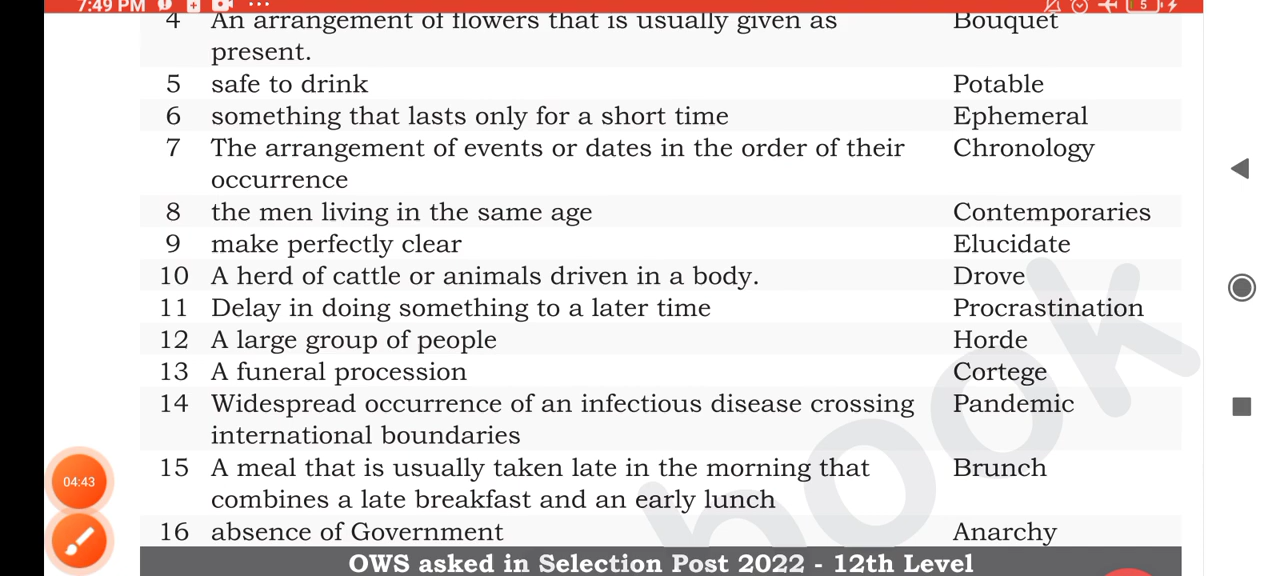 7:49 PM ... 5
4 An arrangement of flowers that is usually given as Bouquet
present.
5 safe to drink Potable
6 something that lasts only for a short time Ephemeral
7 The arrangement of events or dates in the order of their Chronology
occurrence
8 the men living in the same age Contemporaries
9 make perfectly clear Elucidate
10 A herd of cattle or animals driven in a body. Drove
11 Delay in doing something to a later time Procrastination
12 A large group of people Horde
13 A funeral procession Cortege
14 Widespread occurrence of an infectious disease crossing Pandemic
international boundaries
15 A meal that is usually taken late in the morning that Brunch
combines a late breakfast and an early lunch
16 absence of Government Anarchy
OWS asked in Selection Post 2022 - 12th Level
04:43
ook